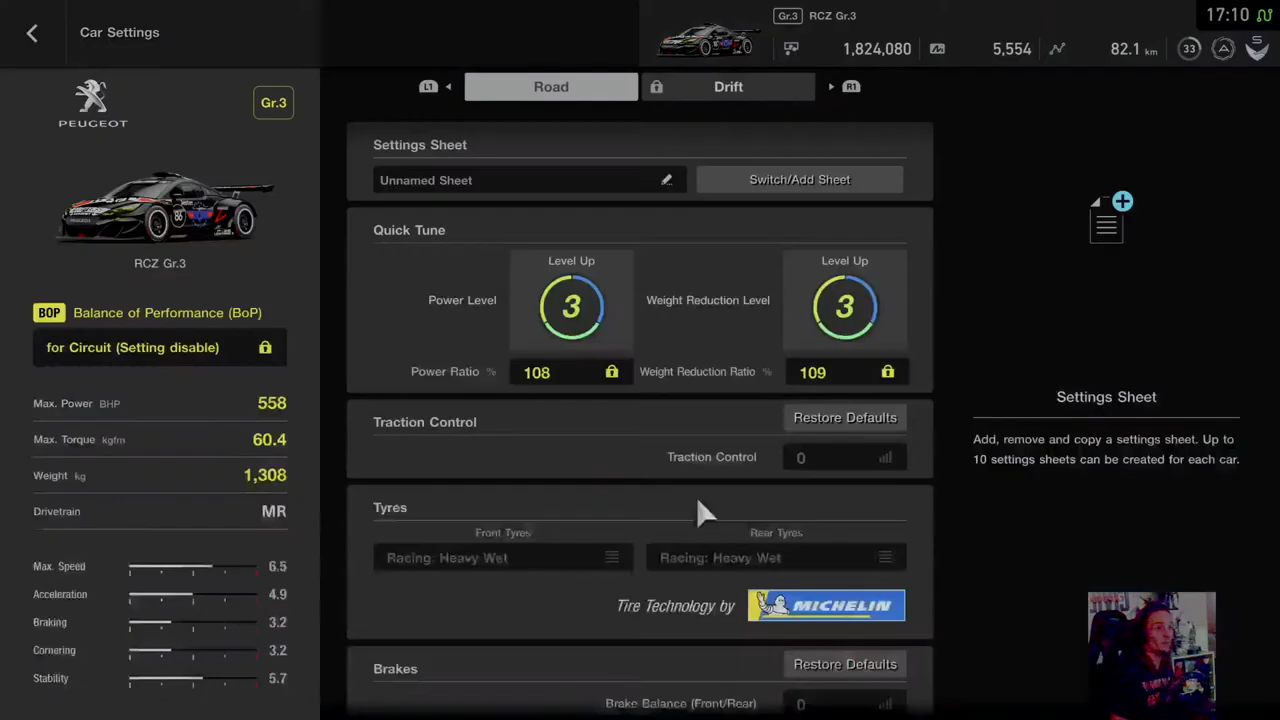 17:10
Car Settings
Gr.3 RCZ Gr.3
1,824,080
5,554
82.1 km
33
S
PEUGEOT
Gr.3
RCZ Gr.3
BOP Balance of Performance (BoP)
for Circuit (Setting disable)
Max. Power BHP 558
Max. Torque kgfm 60.4
Weight kg 1,308
Drivetrain MR
Max. Speed 6.5
Acceleration 4.9
Braking 3.2
Cornering 3.2
Stability 5.7
L1 Road Drift R1
Settings Sheet
Unnamed Sheet Switch/Add Sheet
Quick Tune
Level Up Level Up
Power Level 3 Weight Reduction Level 3
Power Ratio % 108 Weight Reduction Ratio % 109
Traction Control Restore Defaults
Traction Control 0
Tyres
Front Tyres Rear Tyres
Racing: Heavy Wet Racing: Heavy Wet
Tire Technology by MICHELIN
Brakes Restore Defaults
Brake Balance (Front/Rear) 0
Settings Sheet
Add, remove and copy a settings sheet. Up to
10 settings sheets can be created for each car.